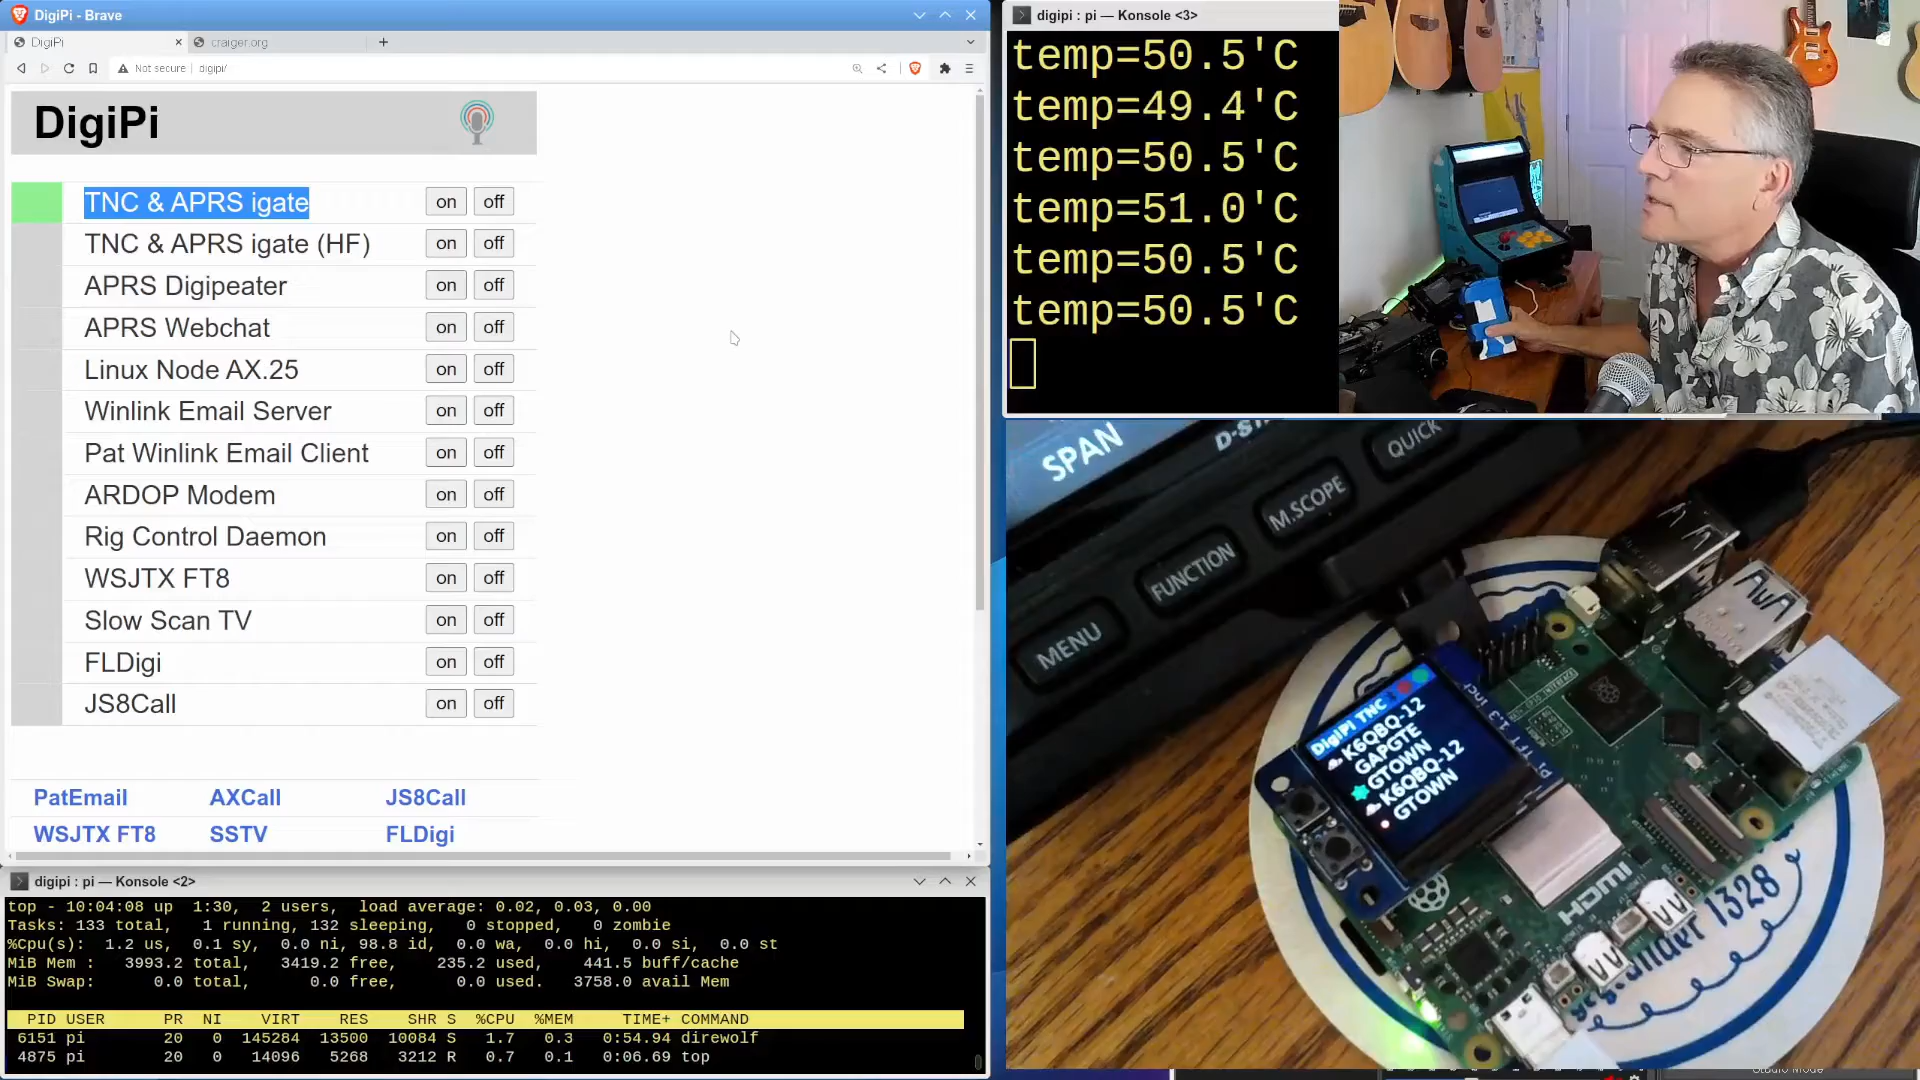 DigiPi - Brave
DigiPi
craiger.org
Not secure
digipi/
DigiPi
TNC & APRS igate on off
TNC & APRS igate (HF) on off
APRS Digipeater on off
APRS Webchat on off
Linux Node AX.25 on off
Winlink Email Server on off
Pat Winlink Email Client on off
ARDOP Modem on off
Rig Control Daemon on off
WSJTX FT8 on off
Slow Scan TV on off
FLDigi on off
JS8Call on off
PatEmail AXCall JS8Call
WSJTX FT8 SSTV FLDigi
digipi : pi — Konsole <2>
top - 10:04:08 up 1:30, 2 users, load average: 0.02, 0.03, 0.00
Tasks: 133 total, 1 running, 132 sleeping, 0 stopped, 0 zombie
%Cpu(s): 1.2 us, 0.1 sy, 0.0 ni, 98.8 id, 0.0 wa, 0.0 hi, 0.0 si, 0.0 st
MiB Mem : 3993.2 total, 3419.2 free, 235.2 used, 441.5 buff/cache
MiB Swap: 0.0 total, 0.0 free, 0.0 used. 3758.0 avail Mem
PID USER PR NI VIRT RES SHR S %CPU %MEM TIME+ COMMAND
6151 pi 20 0 145284 13500 10084 S 1.7 0.3 0:54.94 direwolf
4875 pi 20 0 14096 5268 3212 R 0.7 0.1 0:06.69 top
digipi : pi — Konsole <3>
temp=50.5'C
temp=49.4'C
temp=50.5'C
temp=51.0'C
temp=50.5'C
temp=50.5'C
SPAN
QUICK
M.SCOPE
FUNCTION
MENU
DigiPi TNC
K6QBQ-12
GAPGTE
GTOWN
K6QBQ-12
GTOWN
Pi TFT 1.3 inch
HDMI
1328